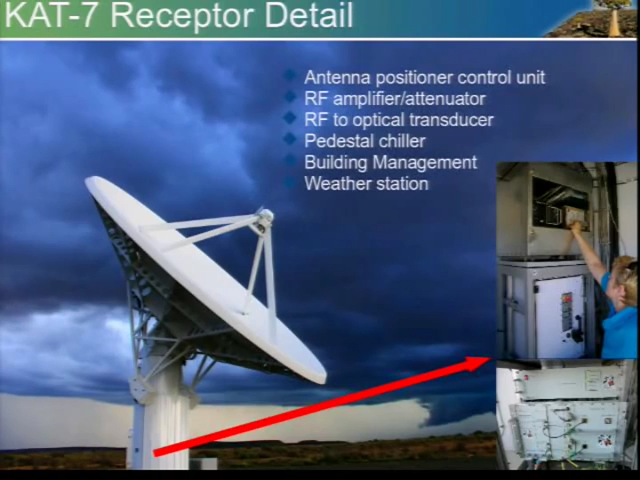 KAT-7 Receptor Detail
Antenna positioner control unit
RF amplifier/attenuator
RF to optical transducer
Pedestal chiller
Building Management
Weather station